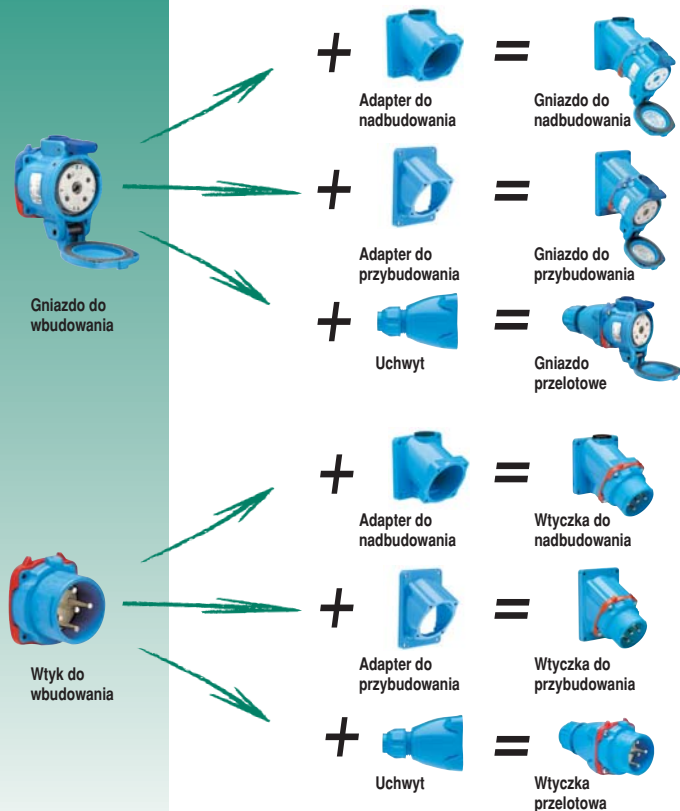 + =
Adapter do
nadbudowania
Gniazdo do
nadbudowania
+ =
Adapter do
przybudowania
Gniazdo do
przybudowania
Gniazdo do
wbudowania
+ =
Uchwyt
Gniazdo
przelotowe
+ =
Adapter do
nadbudowania
Wtyczka do
nadbudowania
+ =
Adapter do
przybudowania
Wtyczka do
przybudowania
Wtyk do
wbudowania
+ =
Uchwyt
Wtyczka
przelotowa